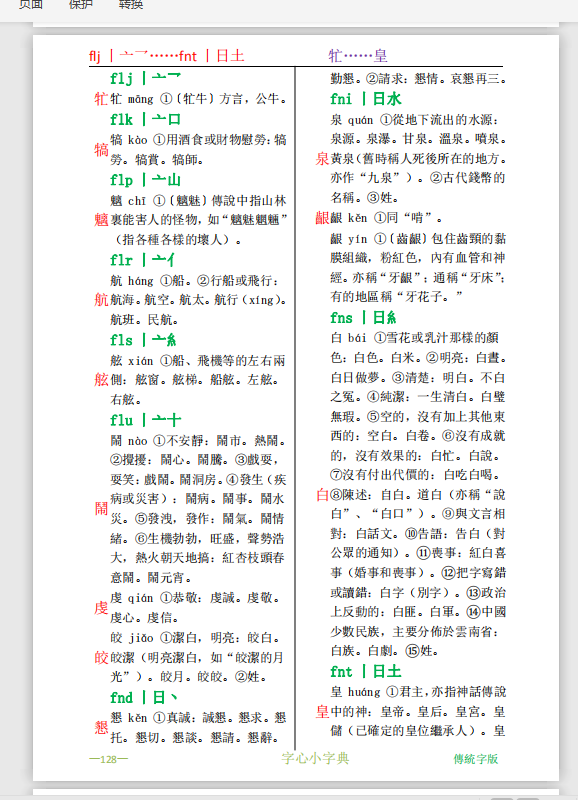 页面
保护
转换
flj｜亠乛……fnt｜日土
牤……皇
flj｜亠乛
牤 牤 māng ①〔牤牛〕方言，公牛。
flk｜亠口
犒 kào ①用酒食或財物慰勞：犒
犒
勞。犒賞。犒師。
flp｜亠山
魑 chī ①〔魑魅〕傳說中指山林
魑 裏能害人的怪物，如“魑魅魍魎”
（指各種各樣的壞人）。
flr｜亠亻
航 háng ①船。②行船或飛行：
航 航海。航空。航太。航行（xíng）。
航班。民航。
fls｜亠糹
舷 xián ①船、飛機等的左右兩
舷 側：舷窗。舷梯。船舷。左舷。
右舷。
flu｜亠十
鬧 nào ①不安靜：鬧市。熱鬧。
②攪擾：鬧心。鬧騰。③戲耍，
耍笑：戲鬧。鬧洞房。④發生（疾
病或災害）：鬧病。鬧事。鬧水
鬧
災。⑤發洩，發作：鬧氣。鬧情
緒。⑥生機勃勃，旺盛，聲勢浩
大，熱火朝天地搞：紅杏枝頭春
意鬧。鬧元宵。
虔 qián ①恭敬：虔誠。虔敬。
虔
虔心。虔信。
皎 jiǎo ①潔白，明亮：皎白。
皎 皎潔（明亮潔白，如“皎潔的月
光”）。皎月。皎皎。②姓。
fnd｜日丶
懇 kěn ①真誠：誠懇。懇求。懇
懇
托。懇切。懇談。懇請。懇辭。
勤懇。②請求：懇情。哀懇再三。
fni｜日水
泉 quán ①從地下流出的水源：
泉源。泉瀑。甘泉。溫泉。噴泉。
泉 黃泉（舊時稱人死後所在的地方。
亦作“九泉”）。②古代錢幣的
名稱。③姓。
齦 齦 kěn ①同“啃”。
齦 yín ①〔齒齦〕包住齒頸的黏
膜組織，粉紅色，內有血管和神
經。亦稱“牙齦”；通稱“牙床”；
有的地區稱“牙花子。”
fns｜日糹
白 bái ①雪花或乳汁那樣的顏
色：白色。白米。②明亮：白晝。
白日做夢。③清楚：明白。不白
之冤。④純潔：一生清白。白璧
無瑕。⑤空的，沒有加上其他東
西的：空白。白卷。⑥沒有成就
的，沒有效果的：白忙。白說。
⑦沒有付出代價的：白吃白喝。
白 ⑧陳述：自白。道白（亦稱“說
白”、“白口”）。⑨與文言相
對：白話文。⑩告語：告白（對
公眾的通知）。⑪喪事：紅白喜
事（婚事和喪事）。⑫把字寫錯
或讀錯：白字（別字）。⑬政治
上反動的：白匪。白軍。⑭中國
少數民族，主要分佈於雲南省：
白族。白劇。⑮姓。
fnt｜日土
皇 huáng ①君主，亦指神話傳說
皇 中的神：皇帝。皇后。皇宮。皇
儲（已確定的皇位繼承人）。皇
—128—
字心小字典
傳統字版